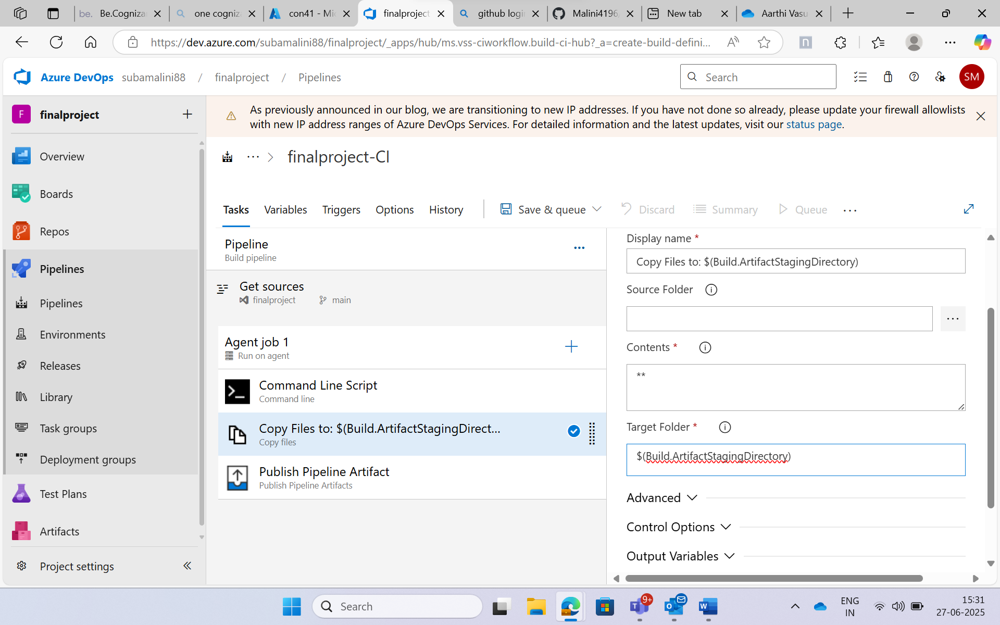 be. Be.Cogniza
one cogniza
con41 - Mi
finalproject
github logi
Malini4196
New tab
Aarthi Vasu
https://dev.azure.com/subamalini88/finalproject/_apps/hub/ms.vss-ciworkflow.build-ci-hub?_a=create-build-defini...
n
Azure DevOps subamalini88 / finalproject / Pipelines
Search
SM
F finalproject
Overview
Boards
Repos
Pipelines
Pipelines
Environments
Releases
Library
Task groups
Deployment groups
Test Plans
Artifacts
Project settings
As previously announced in our blog, we are transitioning to new IP addresses. If you have not done so already, please update your firewall allowlists
with new IP address ranges of Azure DevOps Services. For detailed information and the latest updates, visit our status page.
... > finalproject-CI
Tasks Variables Triggers Options History Save & queue Discard Summary Queue ...
Pipeline
Build pipeline
Get sources
finalproject main
Agent job 1
Run on agent
Command Line Script
Command line
Copy Files to: $(Build.ArtifactStagingDirect...
Copy files
Publish Pipeline Artifact
Publish Pipeline Artifacts
Display name *
Copy Files to: $(Build.ArtifactStagingDirectory)
Source Folder
...
Contents *
**
Target Folder *
$(Build.ArtifactStagingDirectory)
Advanced
Control Options
Output Variables
Search
9+
ENG
IN
15:31
27-06-2025